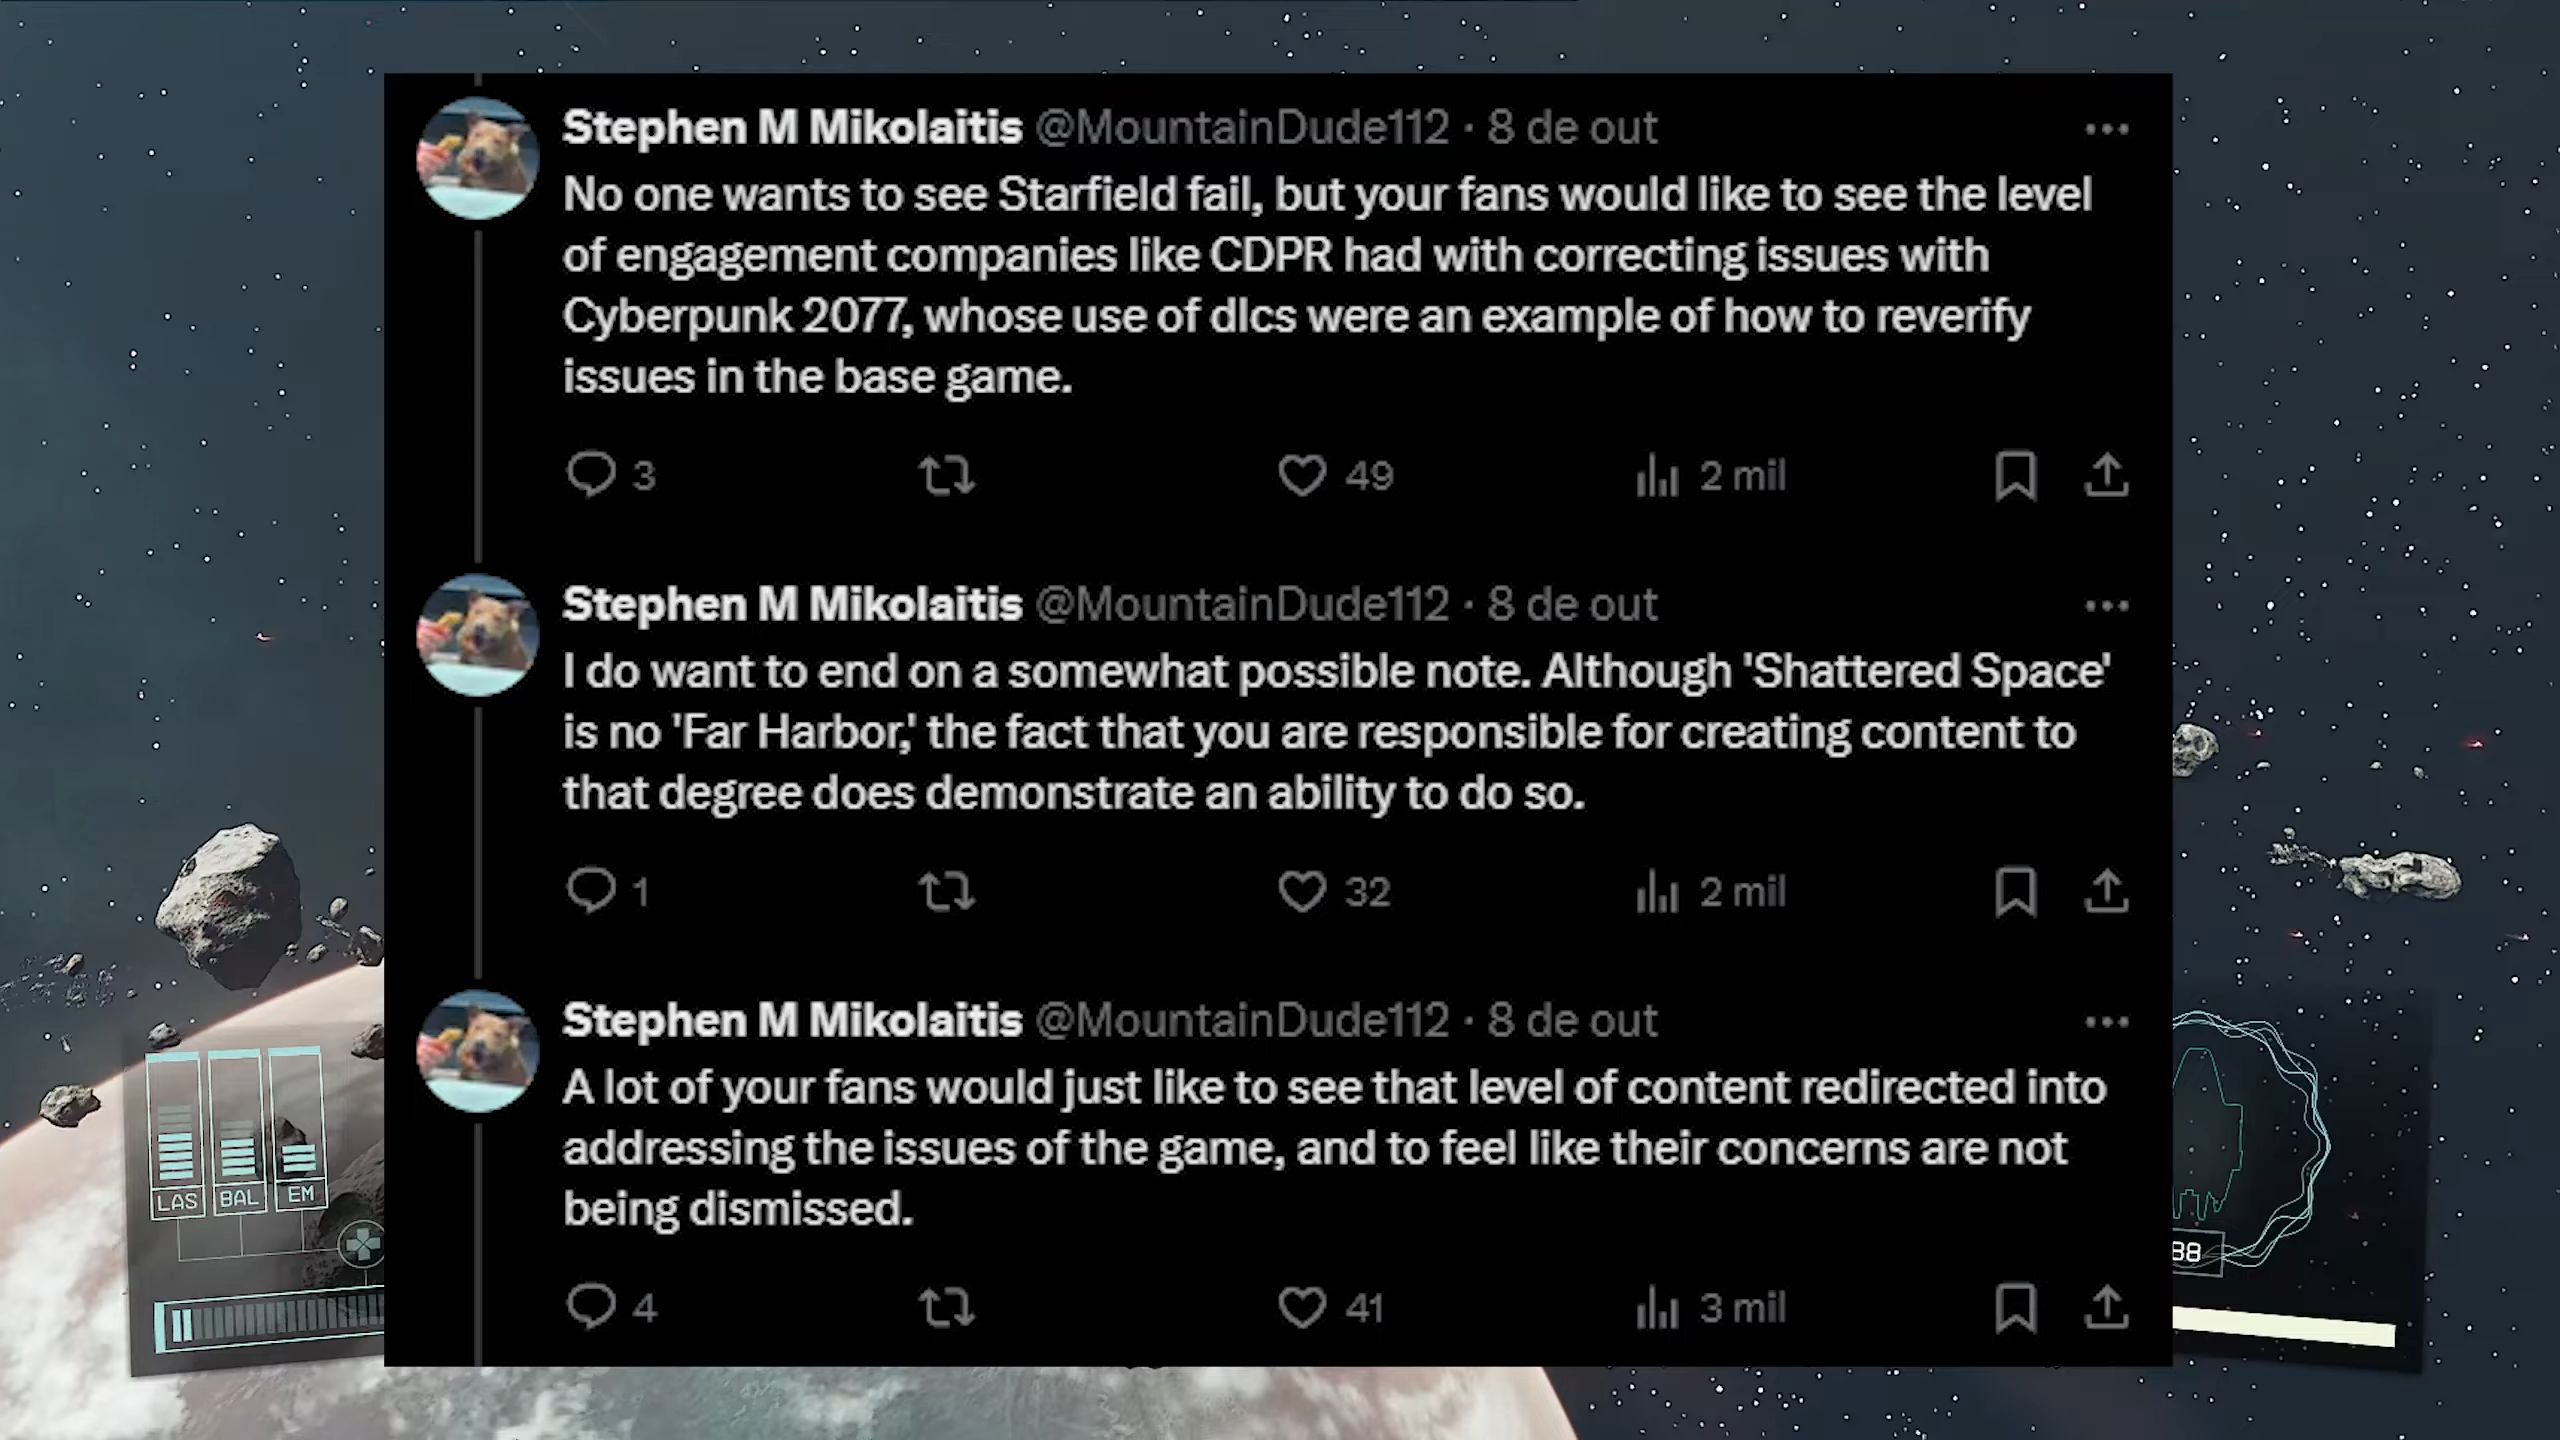 Stephen M Mikolaitis @MountainDude112 · 8 de out
No one wants to see Starfield fail, but your fans would like to see the level
of engagement companies like CDPR had with correcting issues with
Cyberpunk 2077, whose use of dlcs were an example of how to reverify
issues in the base game.
3 49 2 mil
Stephen M Mikolaitis @MountainDude112 · 8 de out
I do want to end on a somewhat possible note. Although 'Shattered Space'
is no 'Far Harbor,' the fact that you are responsible for creating content to
that degree does demonstrate an ability to do so.
1 32 2 mil
Stephen M Mikolaitis @MountainDude112 · 8 de out
A lot of your fans would just like to see that level of content redirected into
addressing the issues of the game, and to feel like their concerns are not
being dismissed.
4 41 3 mil
LAS BAL EM